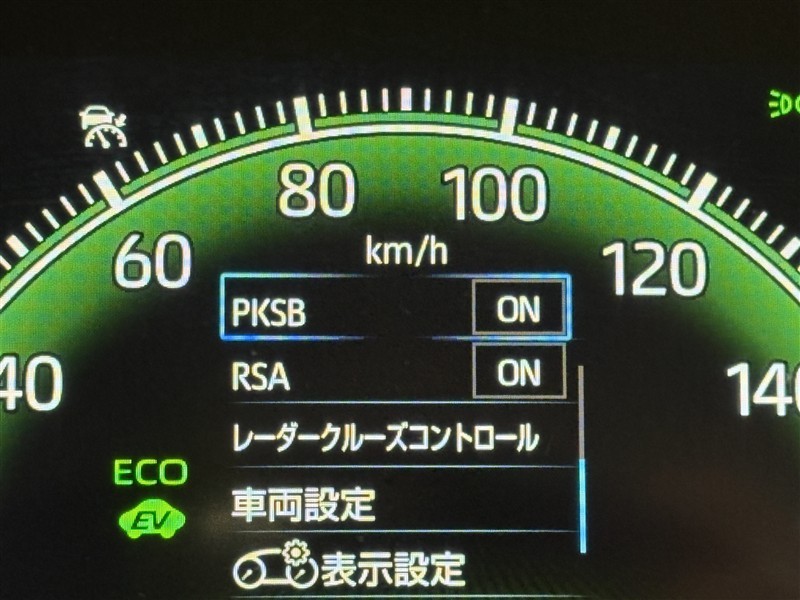 80
100
km/h
60
120
PKSB ON
40
RSA ON
140
レーダークルーズコントロール
ECO
車両設定
EV
表示設定